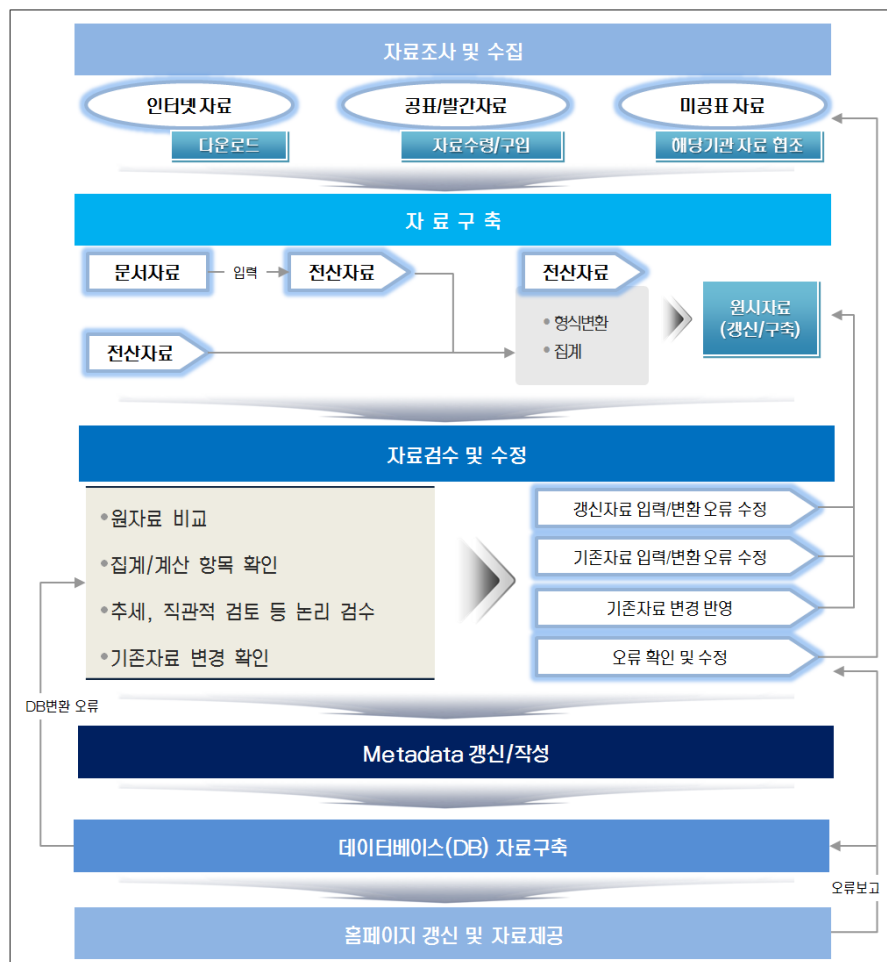 자료조사 및 수집
인터넷 자료
공표/발간자료
미공표 자료
다운로드
자료수령/구입
해당기관 자료 협조
자 료 구 축
문서자료
입력
전산자료
전산자료
원시자료
(갱신/구축)
• 형식변환
• 집계
전산자료
자료검수 및 수정
•원자료 비교
•집계/계산 항목 확인
•추세, 직관적 검토 등 논리 검수
•기존자료 변경 확인
갱신자료 입력/변환 오류 수정
기존자료 입력/변환 오류 수정
기존자료 변경 반영
오류 확인 및 수정
DB변환 오류
Metadata 갱신/작성
데이터베이스(DB) 자료구축
오류보고
홈페이지 갱신 및 자료제공